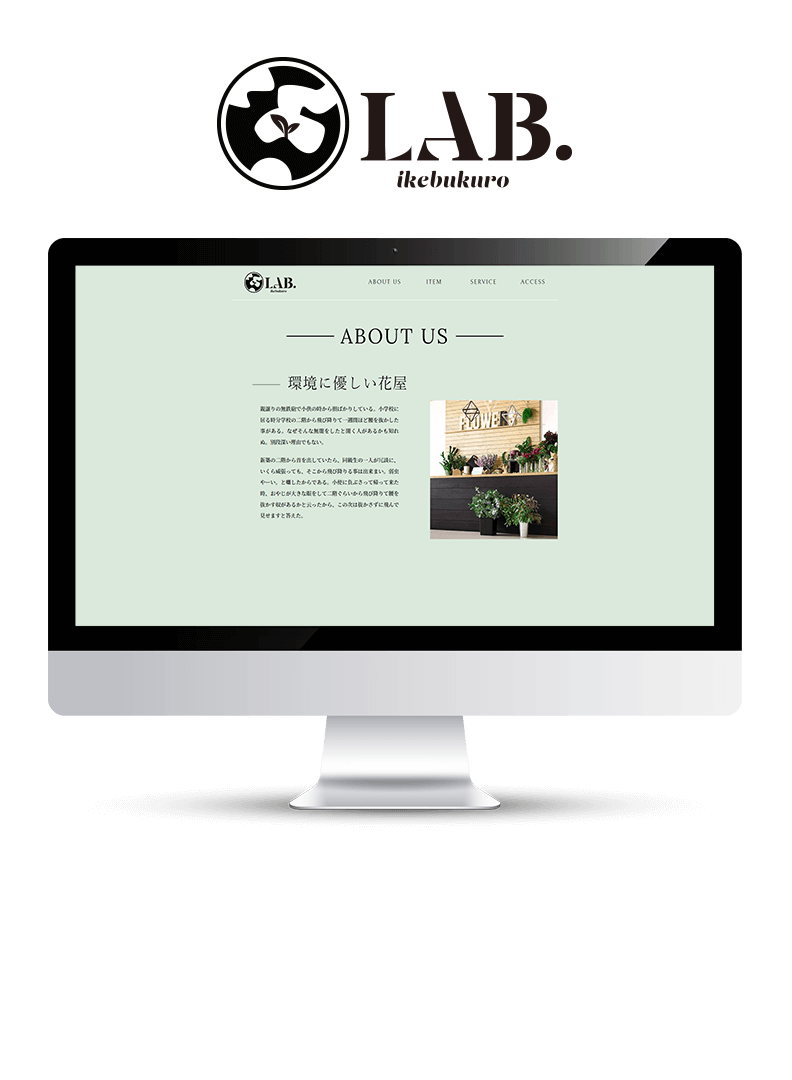 LAB.
ikebukuro
LAB.
ikebukuro
ABOUT US ITEM SERVICE ACCESS
ABOUT US
環境に優しい花屋
親譲りの無鉄砲で小供の時から損ばかりしている。小学校に
居る時分学校の二階から飛び降りて一週間ほど腰を抜かした
事がある。なぜそんな無闇をしたと聞く人があるかも知れ
ぬ。別段深い理由でもない。
新築の二階から首を出していたら、同級生の一人が冗談に、
いくら威張っても、そこから飛び降りる事は出来まい。弱虫
やーい。と囃したからである。小使に負ぶさって帰って来た
時、おやじが大きな眼をして二階ぐらいから飛び降りて腰を
抜かす奴があるかと云ったから、この次は抜かさずに飛んで
見せますと答えた。
FLOWER